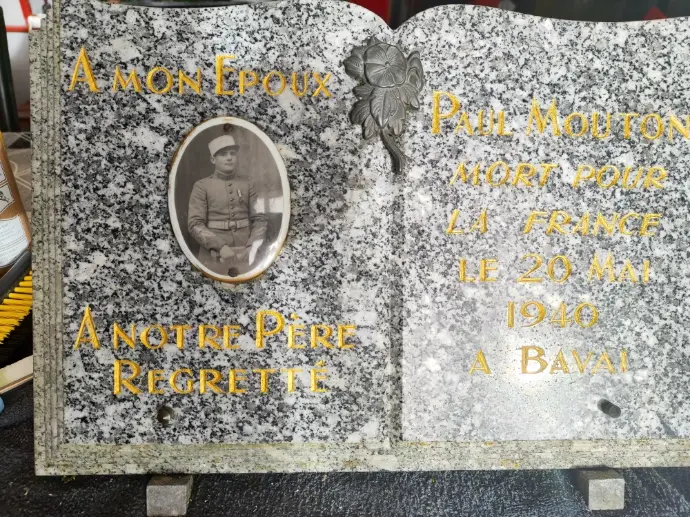 A MON EPOUX
A NOTRE PÈRE
REGRETTÉ
PAUL MOUTON
MORT POUR
LA FRANCE
LE 20 MAI
1940
A BAVAI